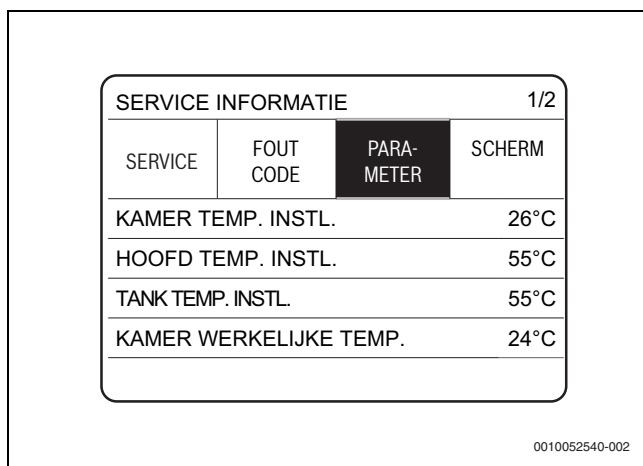 SERVICE INFORMATIE 1/2
SERVICE FOUT CODE PARA-METER SCHERM
KAMER TEMP. INSTL. 26°C
HOOFD TEMP. INSTL. 55°C
TANK TEMP. INSTL. 55°C
KAMER WERKELIJKE TEMP. 24°C
0010052540-002